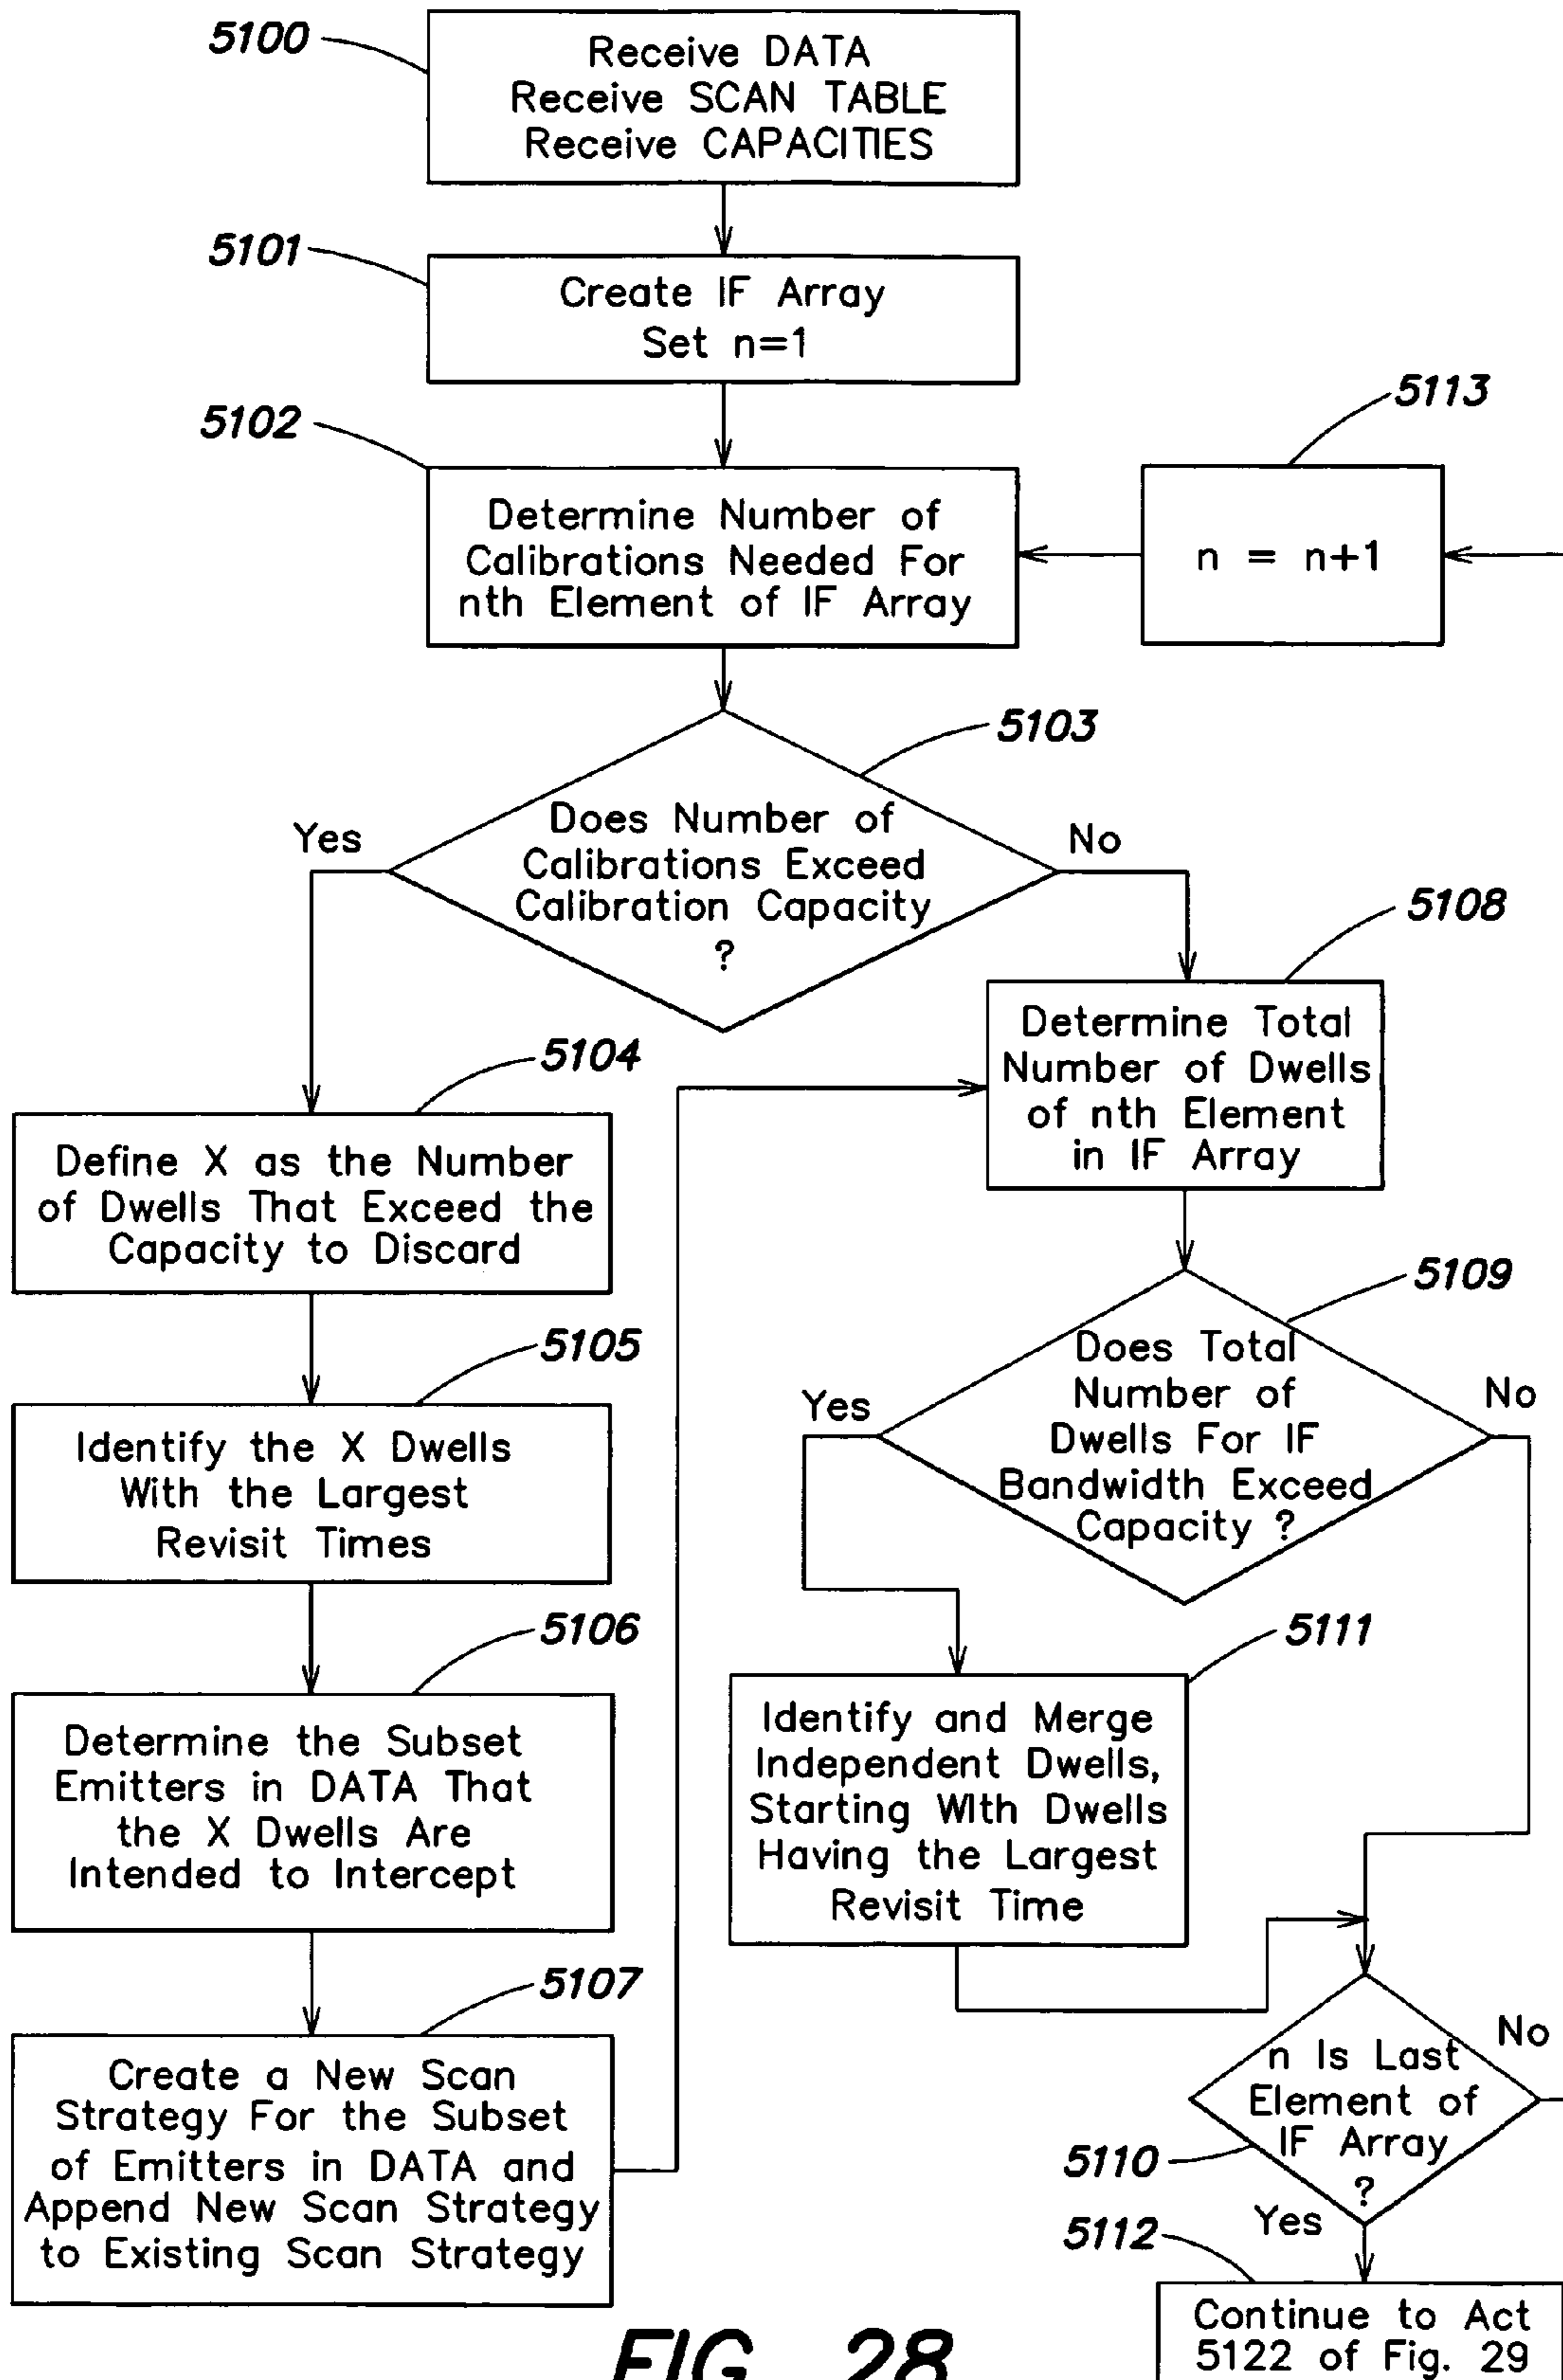 5100
Receive DATA
Receive SCAN TABLE
Receive CAPACITIES
5101
Create IF Array
Set n=1
5102
Determine Number of
Calibrations Needed For
nth Element of IF Array
5113
n = n+1
5103
Does Number of
Calibrations Exceed
Calibration Capacity
?
Yes
No
5108
Determine Total
Number of Dwells
of nth Element
in IF Array
5104
Define X as the Number
of Dwells That Exceed the
Capacity to Discard
5109
Does Total
Number of
Dwells For IF
Bandwidth Exceed
Capacity ?
Yes
No
5105
Identify the X Dwells
With the Largest
Revisit Times
5106
Determine the Subset
Emitters in DATA That
the X Dwells Are
Intended to Intercept
5111
Identify and Merge
Independent Dwells,
Starting WIth Dwells
Having the Largest
Revisit Time
5107
Create a New Scan
Strategy For the Subset
of Emitters in DATA and
Append New Scan Strategy
to Existing Scan Strategy
n Is Last
Element of
IF Array
?
No
5110
Yes
5112
Continue to Act
5122 of Fig. 29
FIG. 28